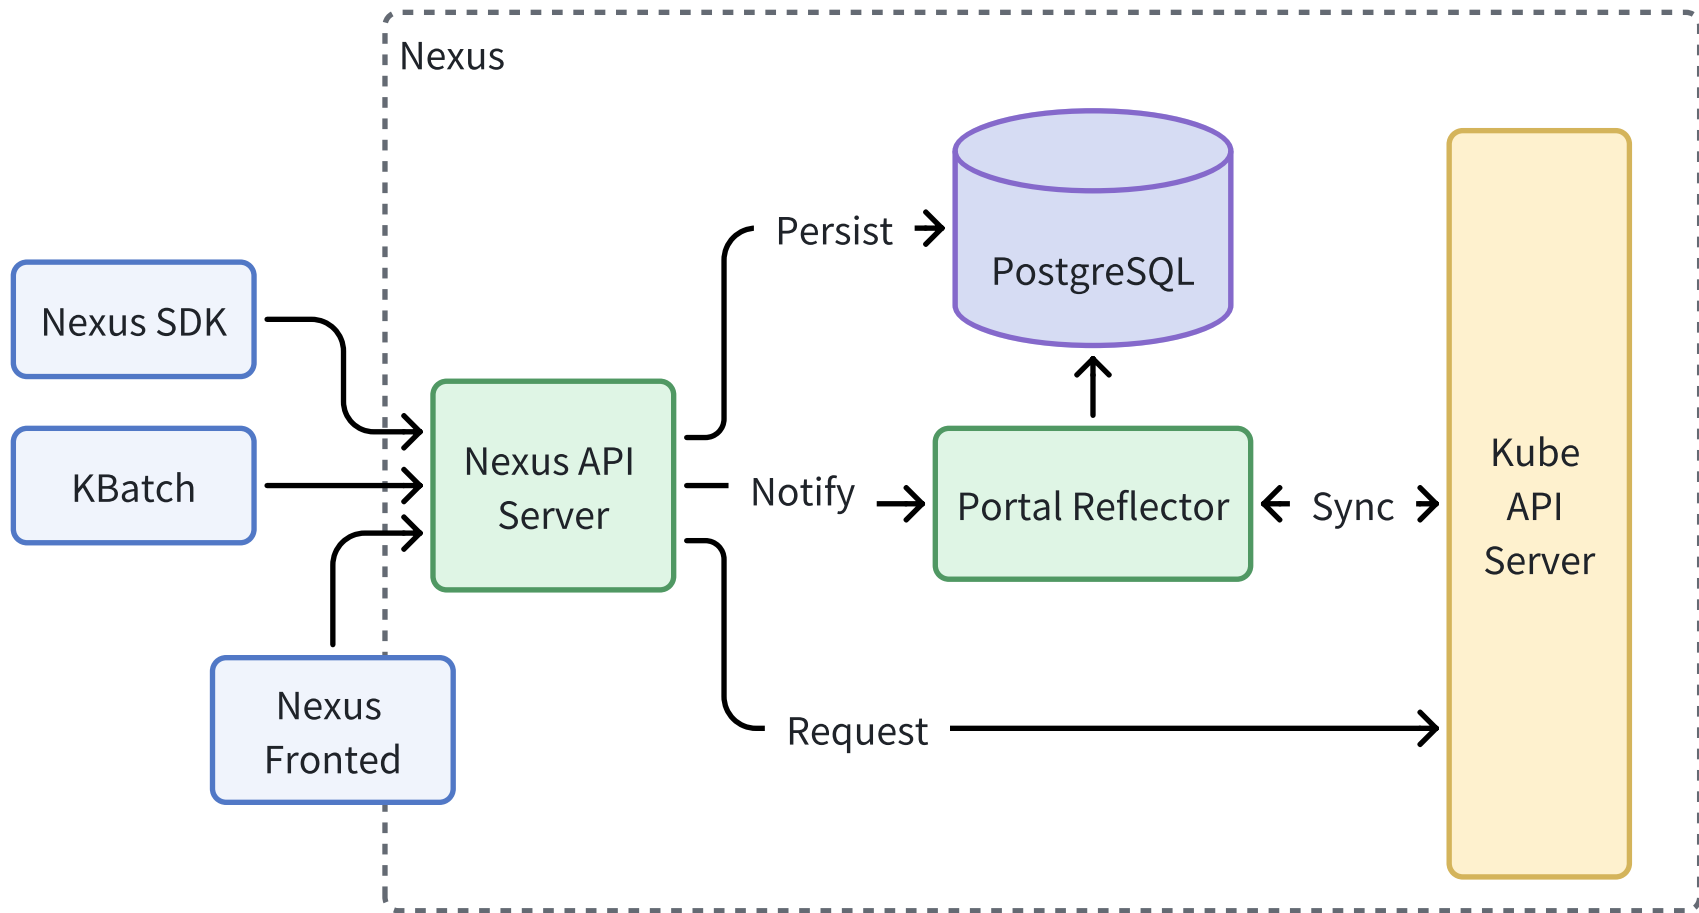 Nexus
Persist
PostgreSQL
Nexus SDK
KBatch
Nexus API
Server
Notify
Portal Reflector
Sync
Kube
API
Server
Nexus
Fronted
Request